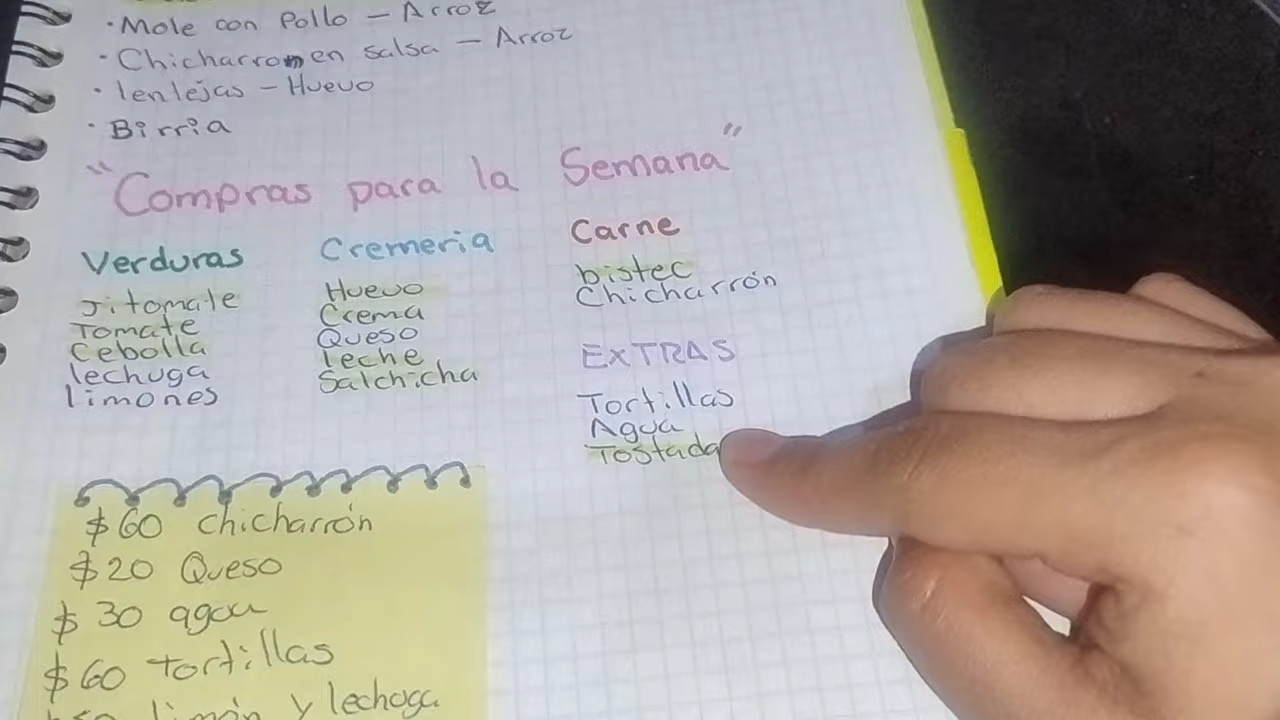 · Mole con Pollo - Arroz
· Chicharron en salsa - Arroz
· lenlejas - Huevo
· Birria
"Compras para la Semana"
Verduras
Jitomate
Tomate
Cebolla
lechuga
limones
Cremeria
Huevo
Crema
Queso
leche
Salchicha
Carne
bistec
Chicharrón
EXTRAS
Tortillas
Agua
Tostada
$60 chicharrón
$20 Queso
$30 agua
$60 tortillas
limón y lechuga